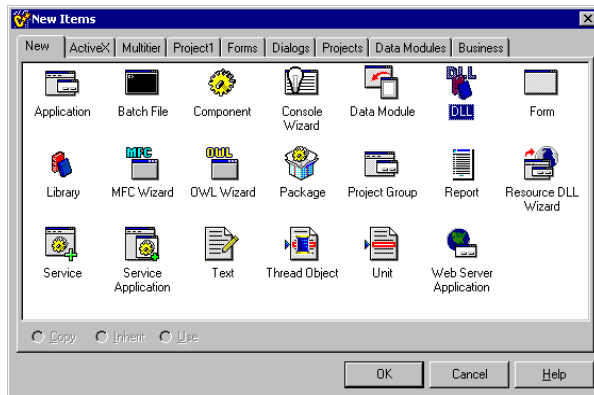 New Items
New ActiveX Multitier Project1 Forms Dialogs Projects Data Modules Business
DLL
Application Batch File Component Console Wizard Data Module DLL Form
MFC OWL
Library MFC Wizard OWL Wizard Package Project Group Report Resource DLL Wizard
Service Service Application Text Thread Object Unit Web Server Application
Copy Inherit Use
OK Cancel Help